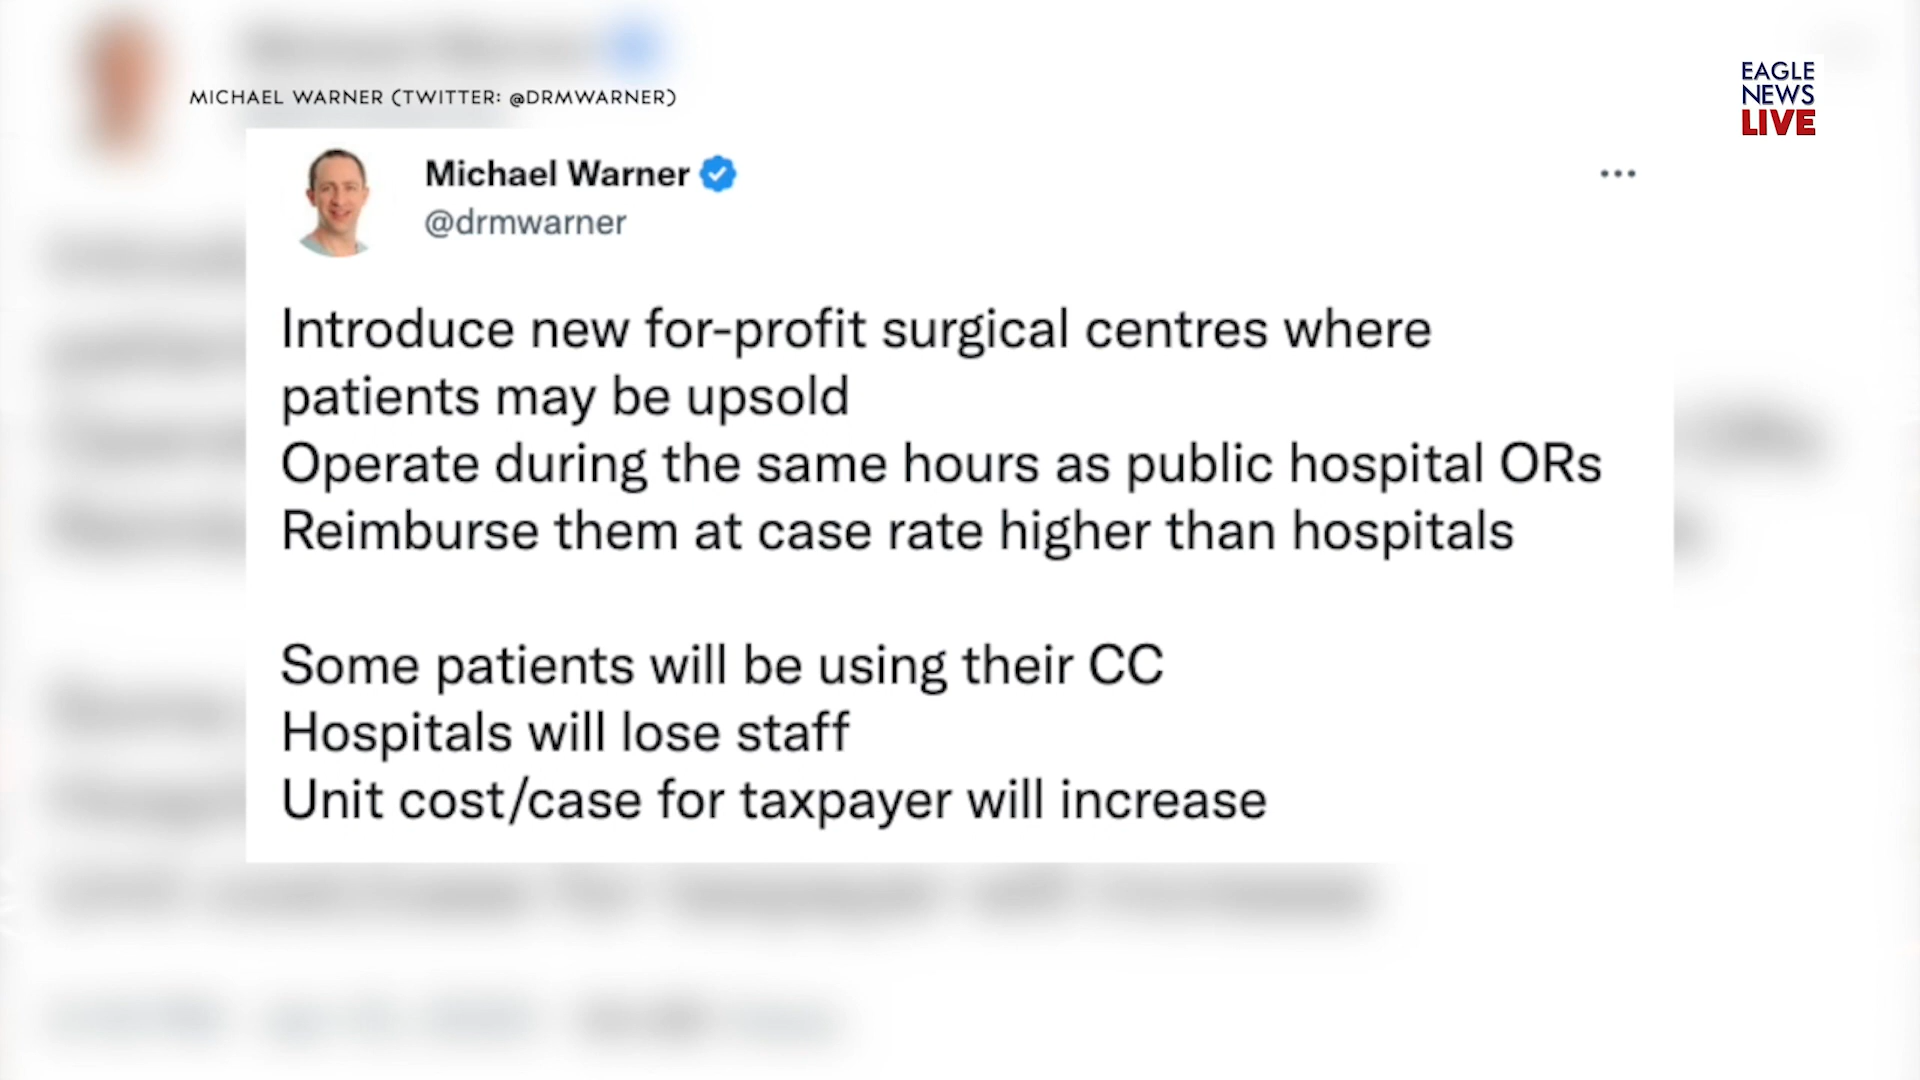 MICHAEL WARNER (TWITTER: @DRMWARNER)
EAGLE
NEWS
LIVE
Michael Warner
@drmwarner
Introduce new for-profit surgical centres where
patients may be upsold
Operate during the same hours as public hospital ORs
Reimburse them at case rate higher than hospitals
Some patients will be using their CC
Hospitals will lose staff
Unit cost/case for taxpayer will increase